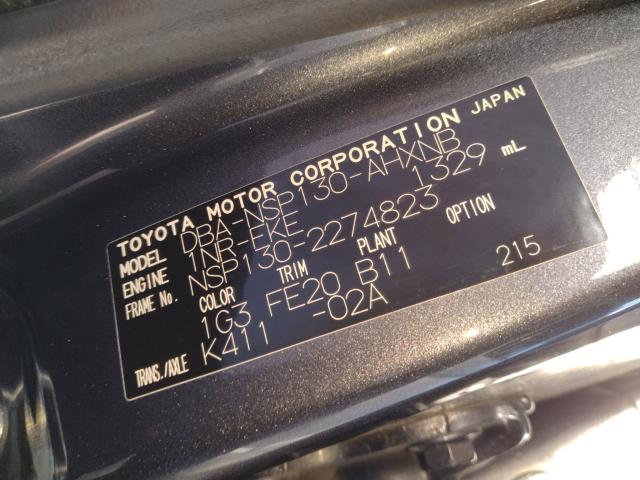 TOYOTA MOTOR CORPORATION JAPAN
MODEL DBA-NSP130-AHXNB
ENGINE 1NR-FKE 1329 mL
FRAME No. NSP130-2274823
COLOR TRIM PLANT OPTION
1G3 FE20 B11 215
TRANS./AXLE K411 -02A